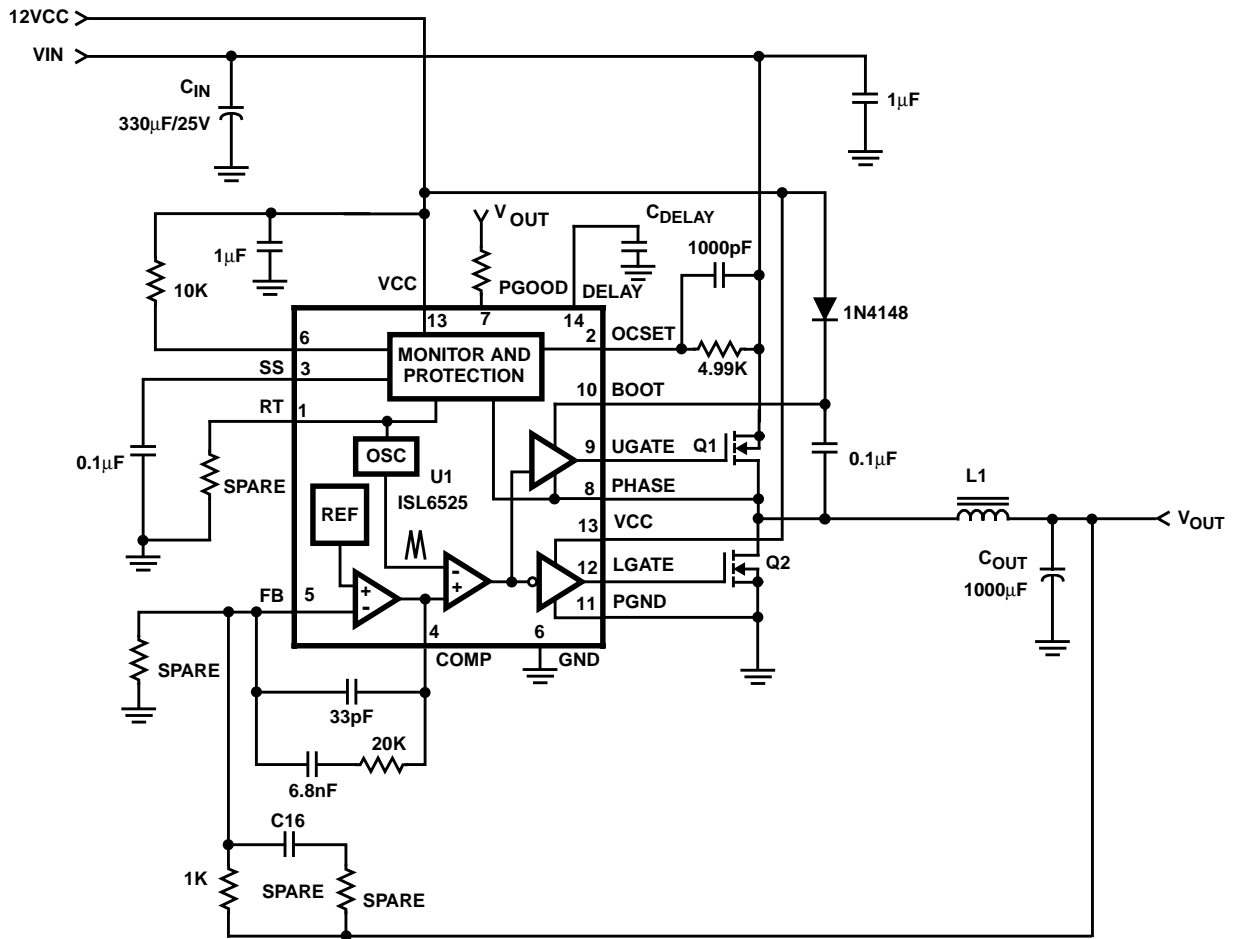 12VCC
VIN
CIN
330μF/25V
1μF
1μF
VOUT
CDELAY
1000pF
10K
VCC
PGOOD
DELAY
1N4148
13
7
14
6
2
OCSET
MONITOR AND
PROTECTION
4.99K
SS
3
10
BOOT
RT
1
0.1μF
SPARE
OSC
U1
ISL6525
9
UGATE
Q1
0.1μF
8
PHASE
L1
REF
13
VCC
VOUT
12
LGATE
Q2
COUT
1000μF
+
-
-
+
FB
5
11
PGND
4
6
COMP
GND
SPARE
33pF
20K
6.8nF
C16
1K
SPARE
SPARE